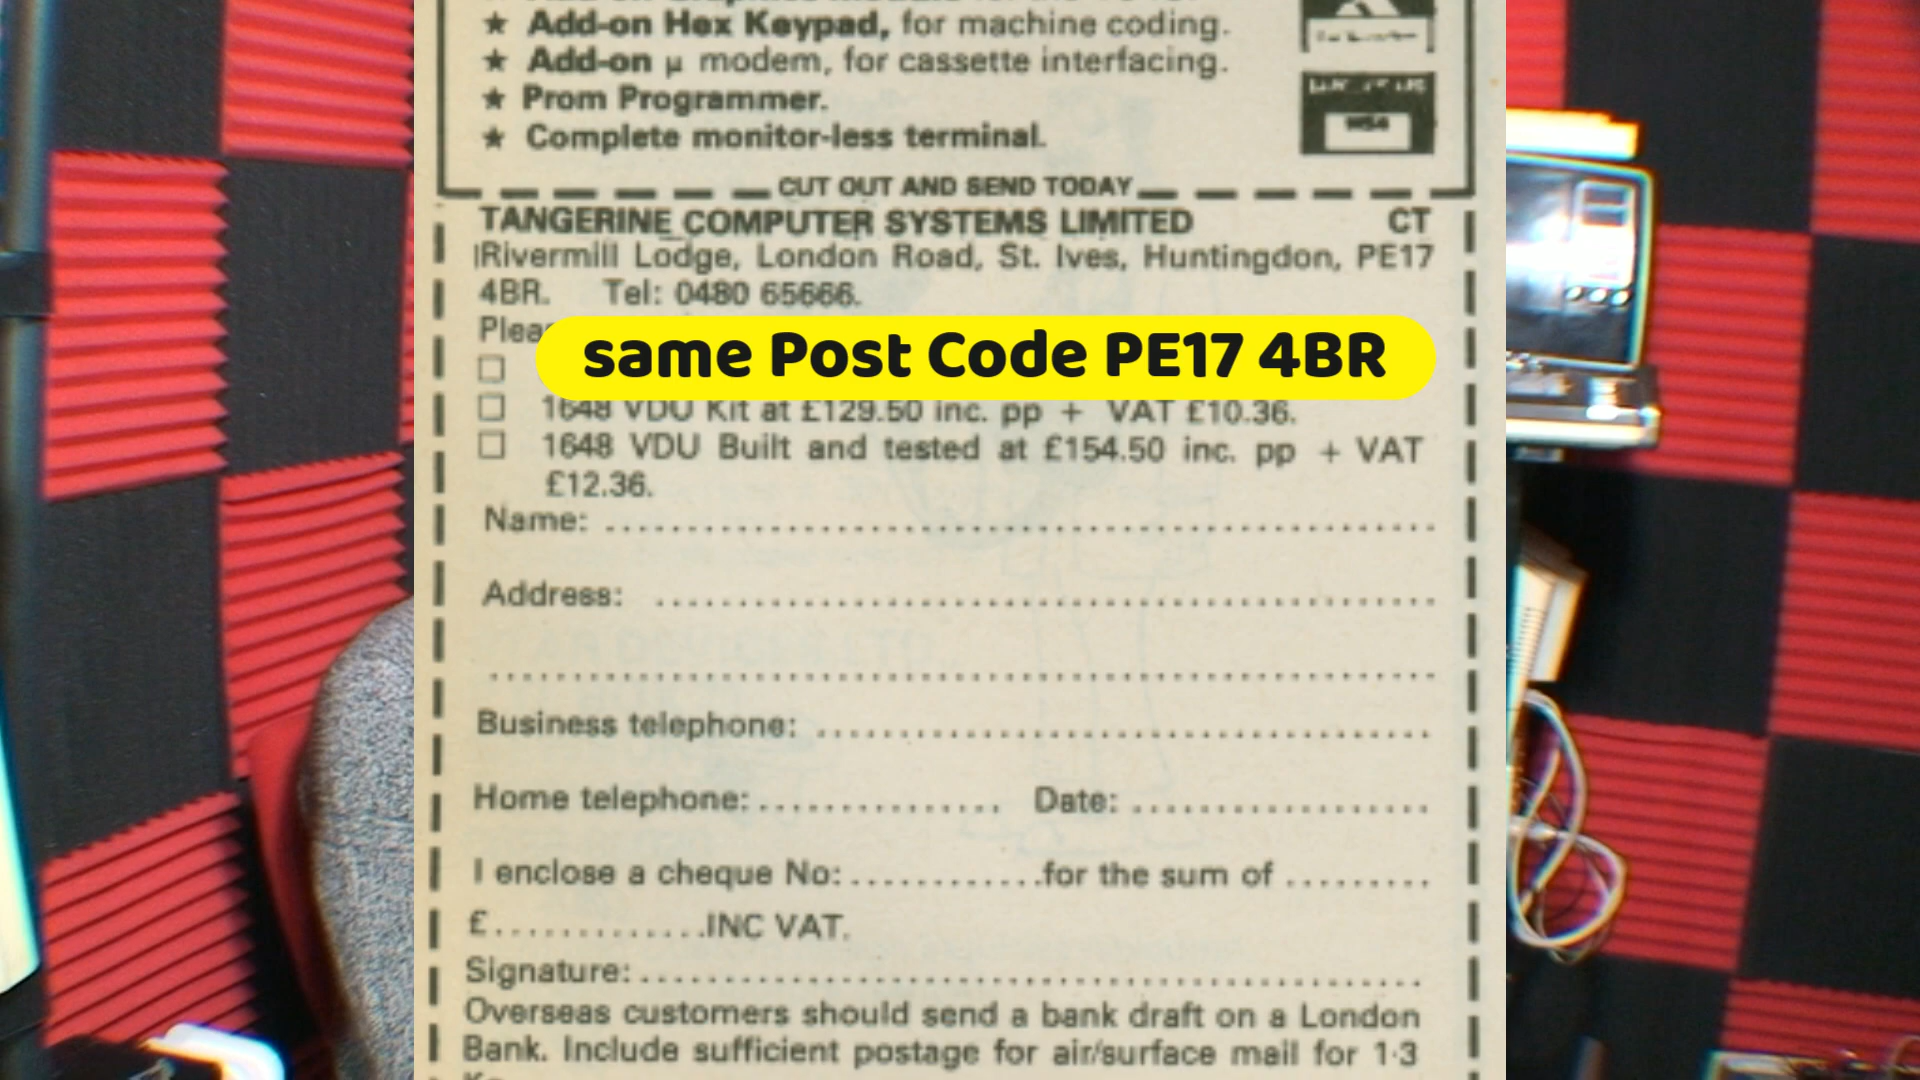 ★ Add-on Hex Keypad, for machine coding.
★ Add-on μ modem, for cassette interfacing.
★ Prom Programmer.
★ Complete monitor-less terminal.
CUT OUT AND SEND TODAY
TANGERINE COMPUTER SYSTEMS LIMITED CT
Rivermill Lodge, London Road, St. Ives, Huntingdon, PE17
4BR. Tel: 0480 65666.
same Post Code PE17 4BR
1648 VDU Kit at £129.50 inc. pp + VAT £10.36.
1648 VDU Built and tested at £154.50 inc. pp + VAT
£12.36.
Name:
Address:
Business telephone:
Home telephone: Date:
I enclose a cheque No: for the sum of
£ INC VAT.
Signature:
Overseas customers should send a bank draft on a London
Bank. Include sufficient postage for air/surface mail for 1·3